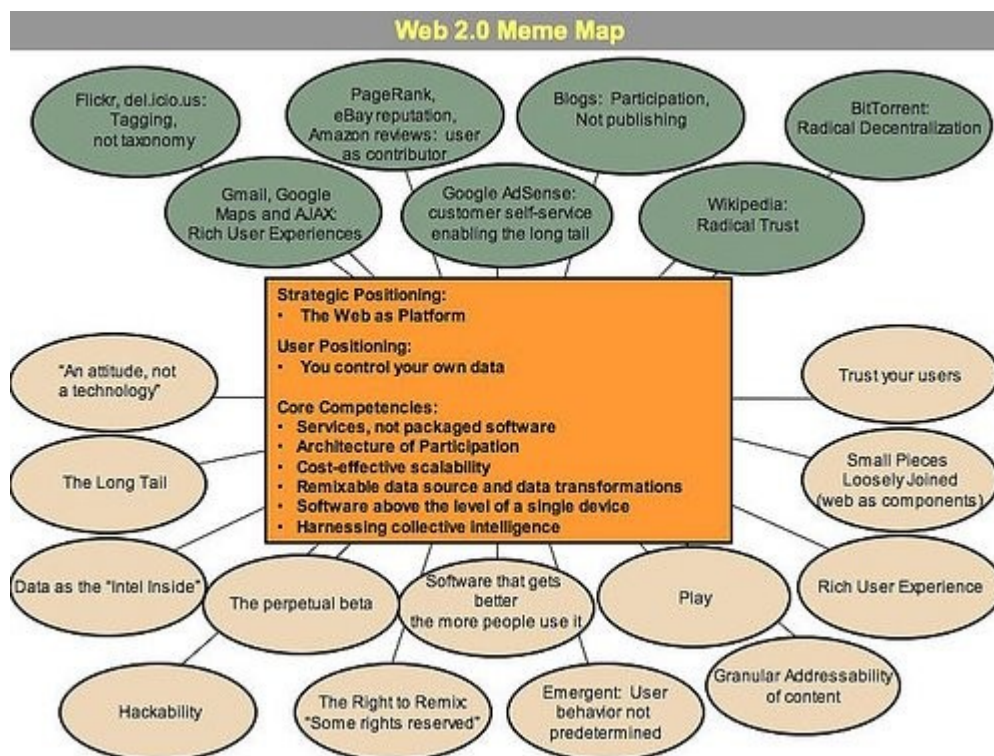 Web 2.0 Meme Map
Flickr, del.icio.us:
Tagging,
not taxonomy
PageRank,
eBay reputation,
Amazon reviews: user
as contributor
Blogs: Participation,
Not publishing
BitTorrent:
Radical Decentralization
Gmail, Google
Maps and AJAX:
Rich User Experiences
Google AdSense:
customer self-service
enabling the long tail
Wikipedia:
Radical Trust
Strategic Positioning:
• The Web as Platform
User Positioning:
• You control your own data
Core Competencies:
• Services, not packaged software
• Architecture of Participation
• Cost-effective scalability
• Remixable data source and data transformations
• Software above the level of a single device
• Harnessing collective intelligence
"An attitude, not
a technology"
Trust your users
The Long Tail
Small Pieces
Loosely Joined
(web as components)
Data as the "Intel Inside"
The perpetual beta
Software that gets
better
the more people use it
Play
Rich User Experience
Hackability
The Right to Remix:
"Some rights reserved"
Emergent: User
behavior not
predetermined
Granular Addressability
of content